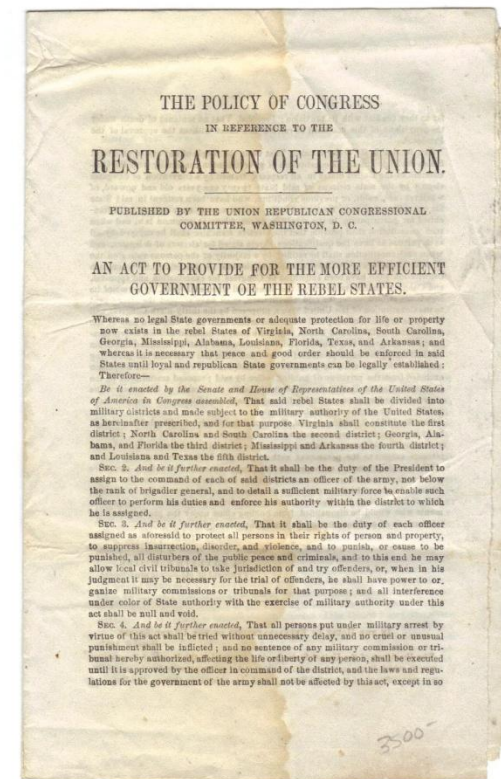 THE POLICY OF CONGRESS
IN REFERENCE TO THE
RESTORATION OF THE UNION.
PUBLISHED BY THE UNION REPUBLICAN CONGRESSIONAL
COMMITTEE, WASHINGTON, D. C.
AN ACT TO PROVIDE FOR THE MORE EFFICIENT
GOVERNMENT OE THE REBEL STATES.
Whereas no legal State governments or adequate protection for life or property
now exists in the rebel States of Virginia, North Carolina, South Carolina,
Georgia, Mississippi, Alabama, Louisiana, Florida, Texas, and Arkansas; and
whereas it is necessary that peace and good order should be enforced in said
States until loyal and republican State governments can be legally established:
Therefore—
Be it enacted by the Senate and House of Representatives of the United States
of America in Congress assembled, That said rebel States shall be divided into
military districts and made subject to the military authority of the United States,
as hereinafter prescribed, and for that purpose Virginia shall constitute the first
district; North Carolina and South Carolina the second district; Georgia, Ala-
bama, and Florida the third district; Mississippi and Arkansas the fourth district;
and Louisiana and Texas the fifth district.
SEC. 2. And be it further enacted, That it shall be the duty of the President to
assign to the command of each of said districts an officer of the army, not below
the rank of brigadier general, and to detail a sufficient military force to enable such
officer to perform his duties and enforce his authority within the district to which
he is assigned.
SEC. 3. And be it further enacted, That it shall be the duty of each officer
assigned as aforesaid to protect all persons in their rights of person and property,
to suppress insurrection, disorder, and violence, and to punish, or cause to be
punished, all disturbers of the public peace and criminals, and to this end he may
allow local civil tribunals to take jurisdiction of and try offenders, or, when in his
judgment it may be necessary for the trial of offenders, he shall have power to or-
ganize military commissions or tribunals for that purpose; and all interference
under color of State authority with the exercise of military authority under this
act shall be null and void.
SEC. 4. And be it further enacted, That all persons put under military arrest by
virtue of this act shall be tried without unnecessary delay, and no cruel or unusual
punishment shall be inflicted; and no sentence of any military commission or tri-
bunal hereby authorized, affecting the life or liberty of any person, shall be executed
until it is approved by the officer in command of the district, and the laws and regu-
lations for the government of the army shall not be affected by this act, except in so
3500-